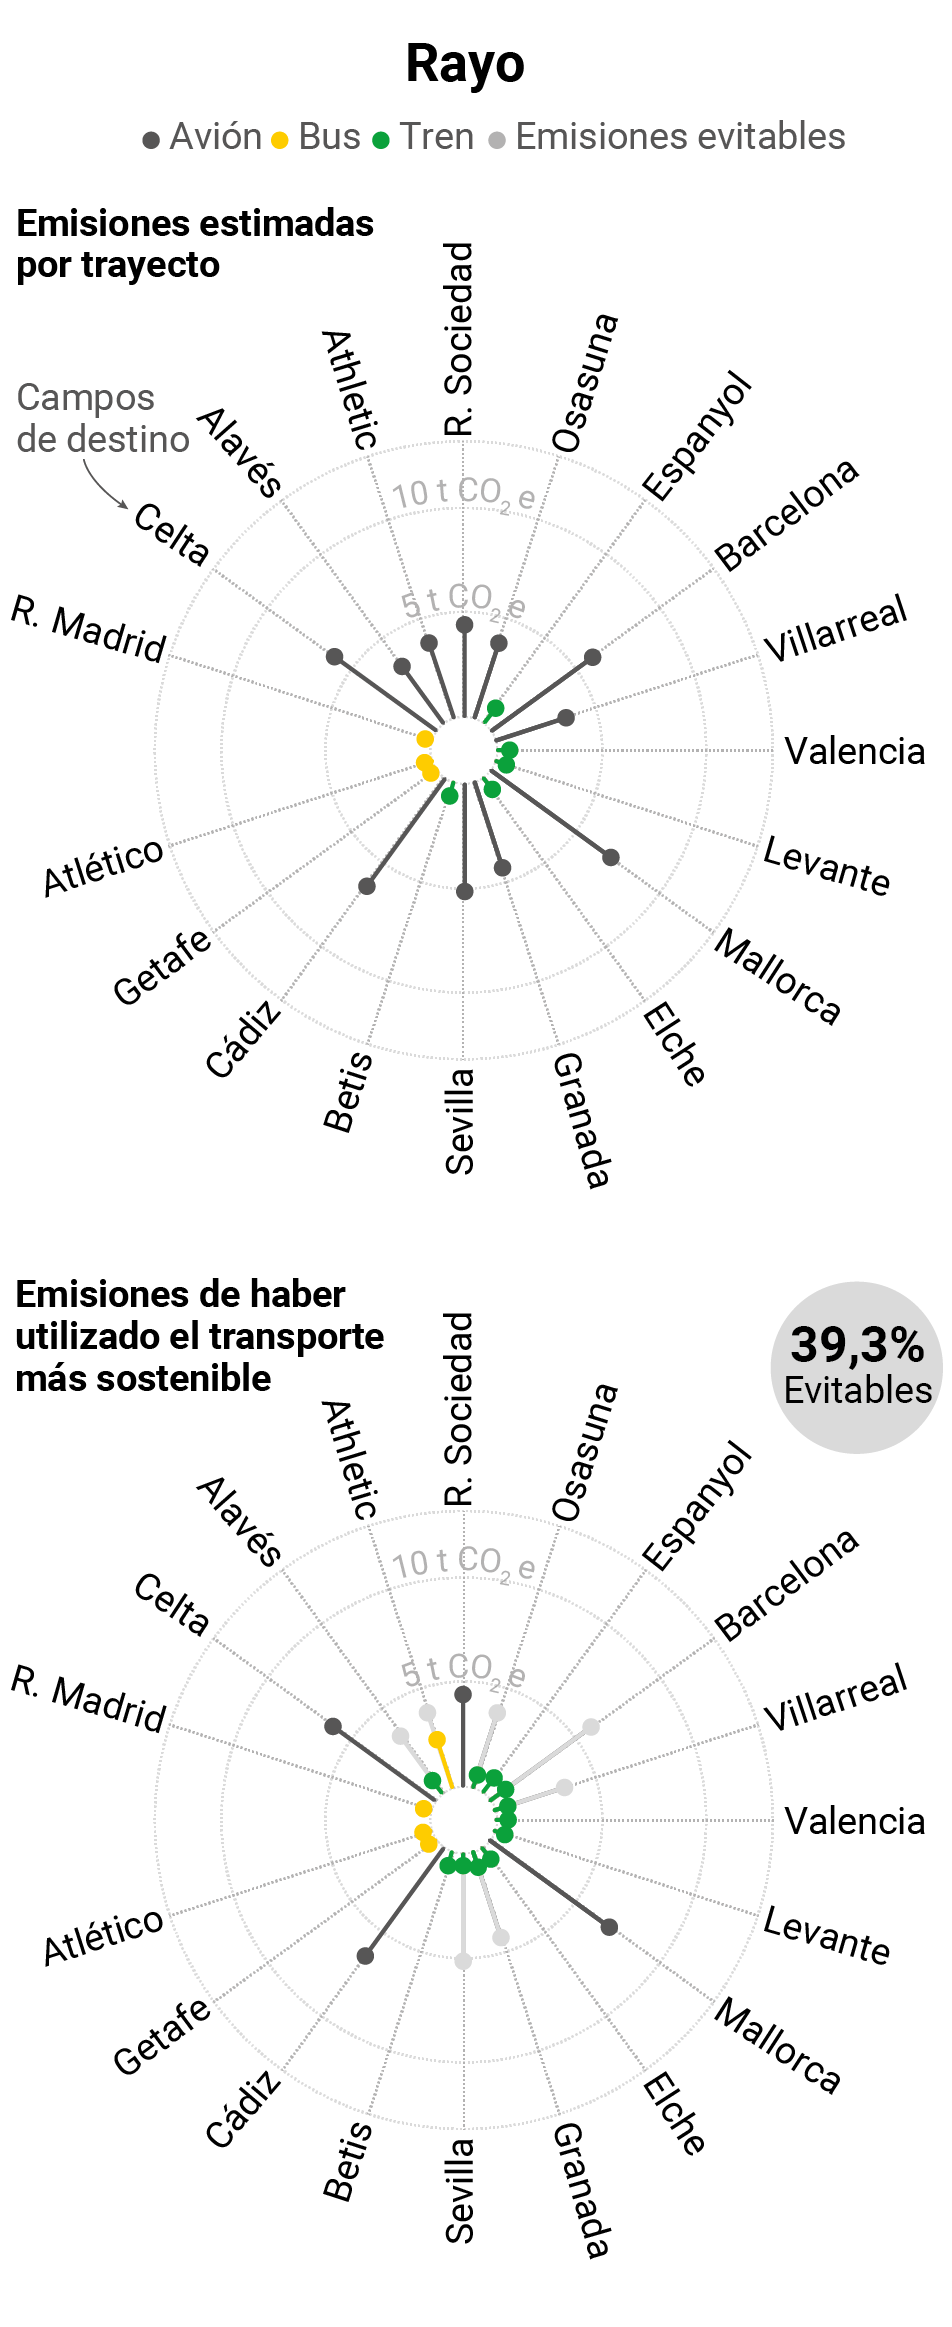 Rayo
Avión Bus Tren Emisiones evitables
Emisiones estimadas
por trayecto
Campos
de destino
R. Sociedad
Osasuna
Espanyol
Barcelona
Villarreal
Valencia
Levante
Mallorca
Elche
Granada
Sevilla
Betis
Cádiz
Getafe
Atlético
R. Madrid
Celta
Alavés
Athletic
10 t CO₂ e
5 t CO₂ e
Emisiones de haber
utilizado el transporte
más sostenible
39,3%
Evitables
R. Sociedad
Osasuna
Espanyol
Barcelona
Villarreal
Valencia
Levante
Mallorca
Elche
Granada
Sevilla
Betis
Cádiz
Getafe
Atlético
R. Madrid
Celta
Alavés
Athletic
10 t CO₂ e
5 t CO₂ e